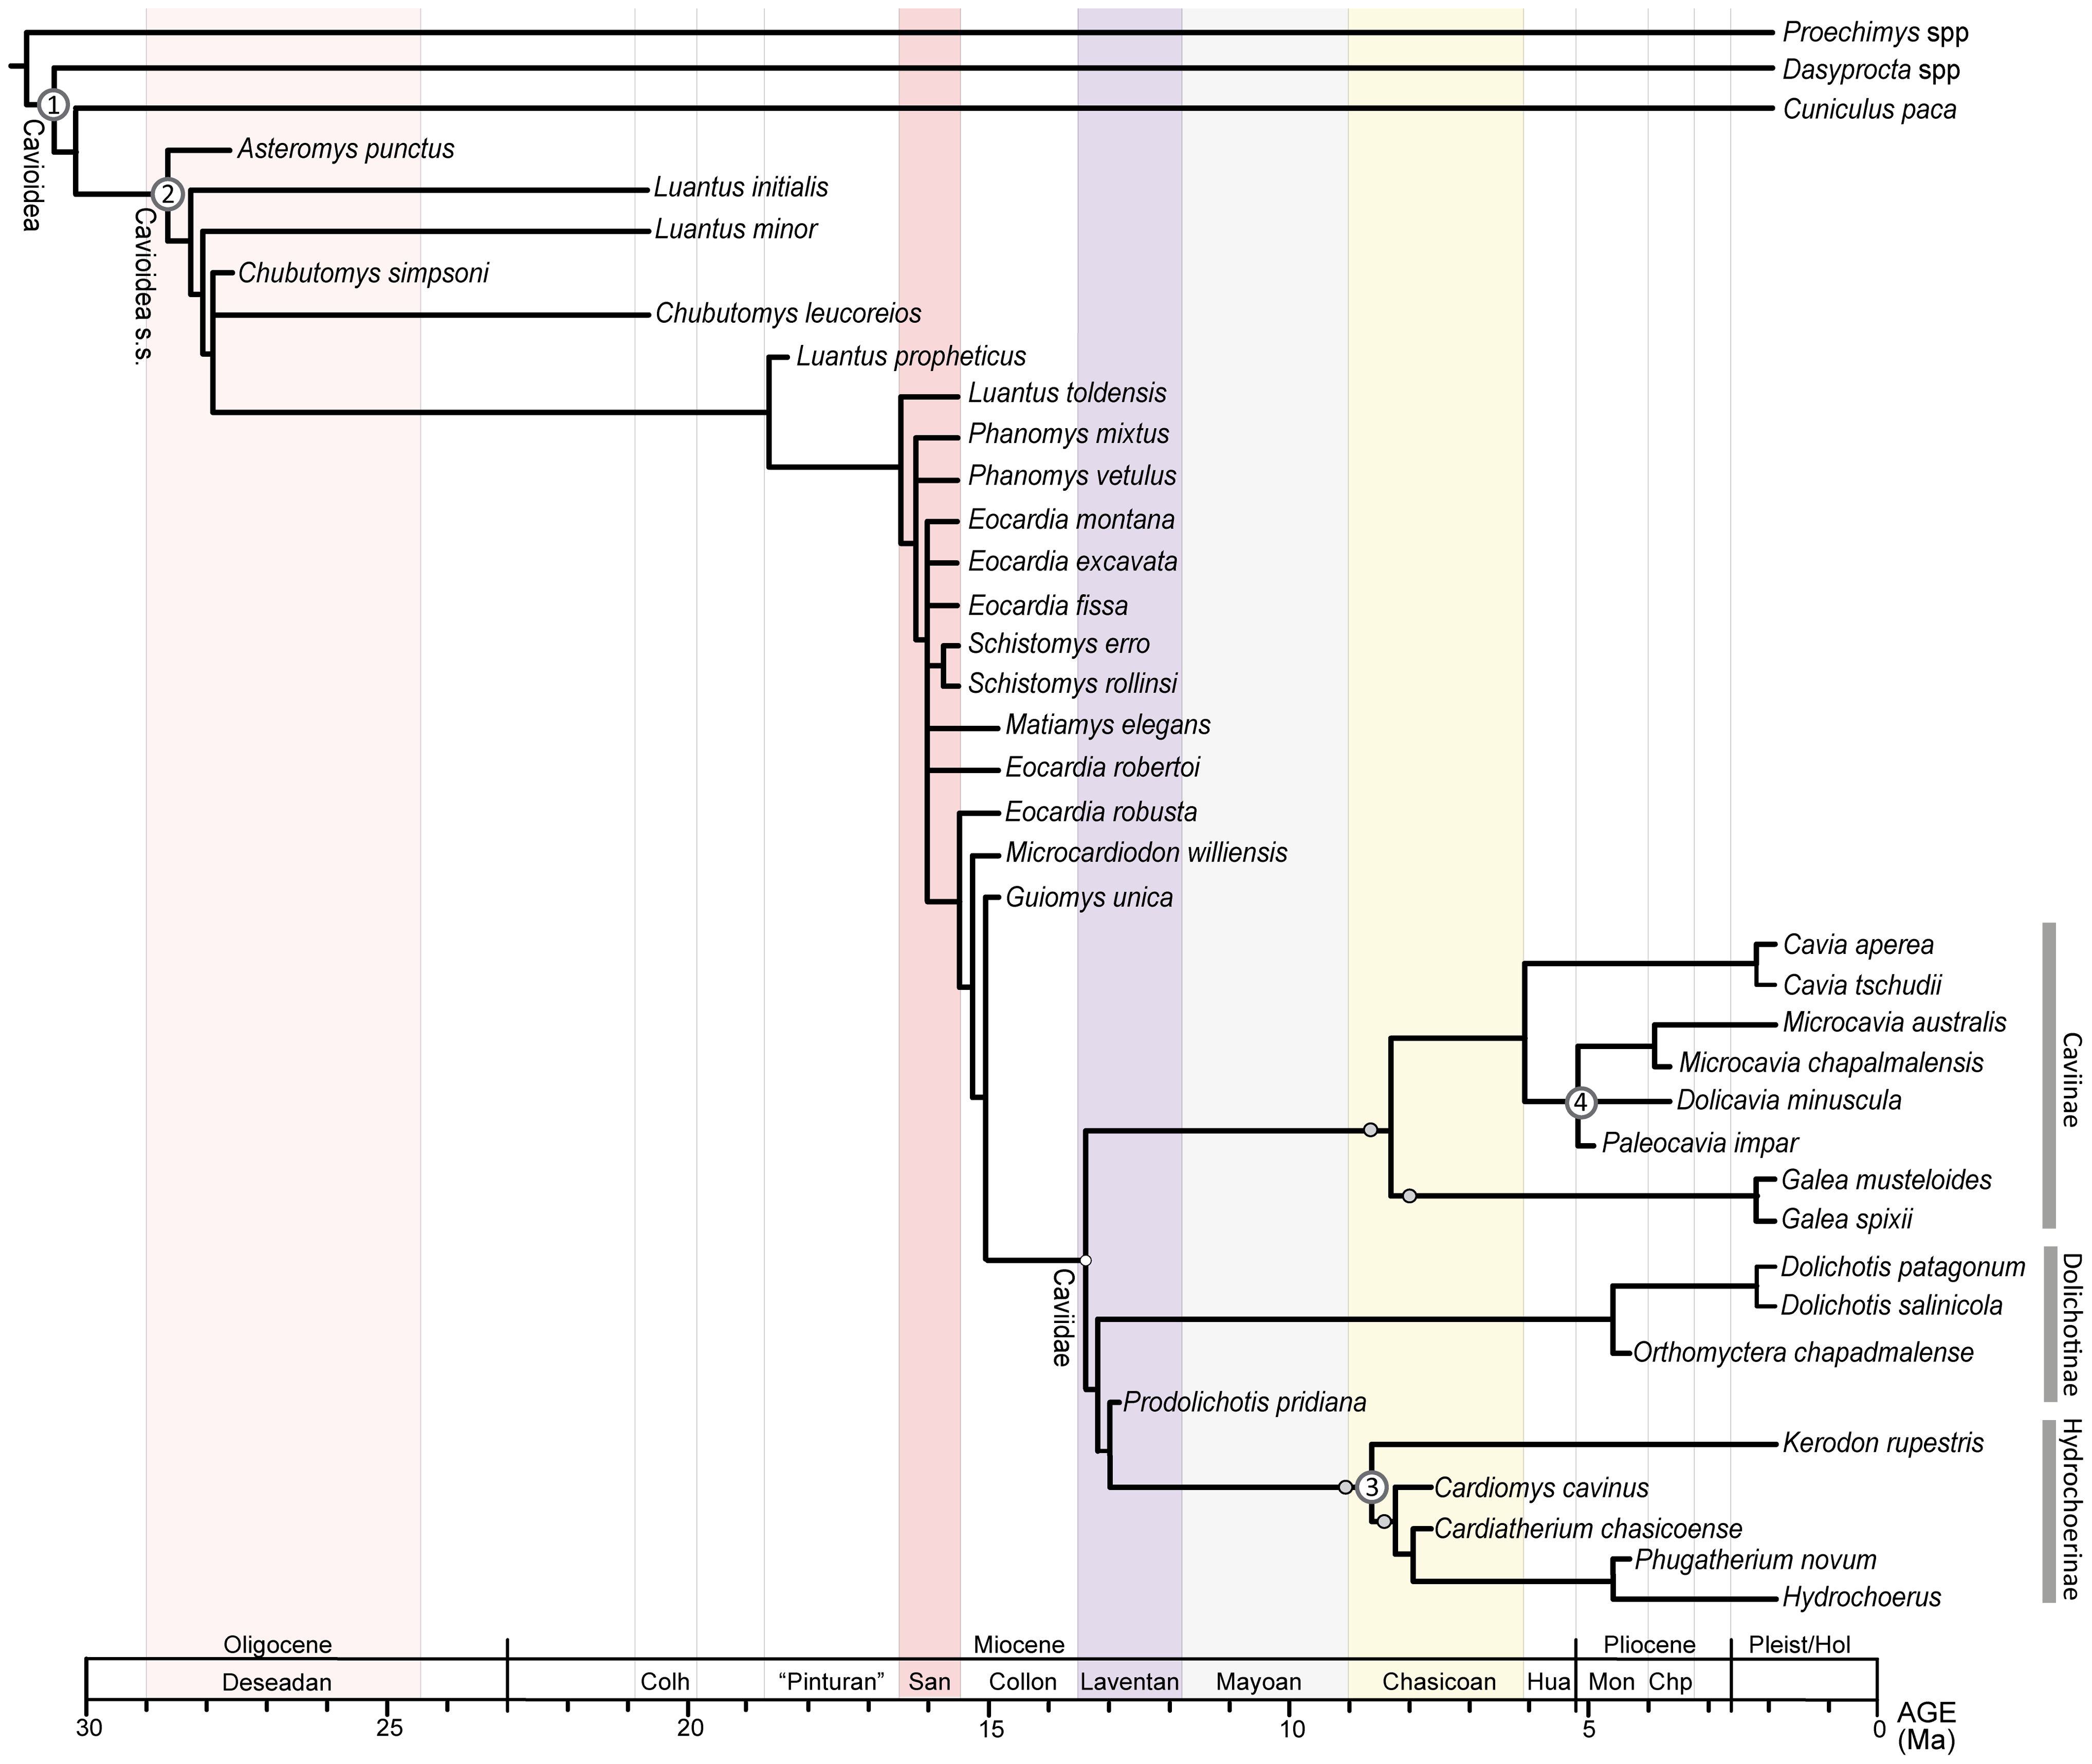 Proechimys spp
Dasyprocta spp
1
Cuniculus paca
Cavioidea
Asteromys punctus
2
Luantus initialis
Cavioidea s.s.
Luantus minor
Chubutomys simpsoni
Chubutomys leucoreios
Luantus propheticus
Luantus toldensis
Phanomys mixtus
Phanomys vetulus
Eocardia montana
Eocardia excavata
Eocardia fissa
Schistomys erro
Schistomys rollinsi
Matiamys elegans
Eocardia robertoi
Eocardia robusta
Microcardiodon williensis
Guiomys unica
Cavia aperea
Cavia tschudii
Microcavia australis
Microcavia chapalmalensis
Caviinae
4
Dolicavia minuscula
Paleocavia impar
Galea musteloides
Galea spixii
Caviidae
Dolichotis patagonum
Dolichotis salinicola
Dolichotinae
Orthomyctera chapadmalense
Prodolichotis pridiana
Kerodon rupestris
3
Cardiomys cavinus
Hydrochoerinae
Cardiatherium chasicoense
Phugatherium novum
Hydrochoerus
Oligocene Miocene Pliocene Pleist/Hol
Deseadan Colh “Pinturan” San Collon Laventan Mayoan Chasicoan Hua Mon Chp
30 25 20 15 10 5 0
AGE
(Ma)